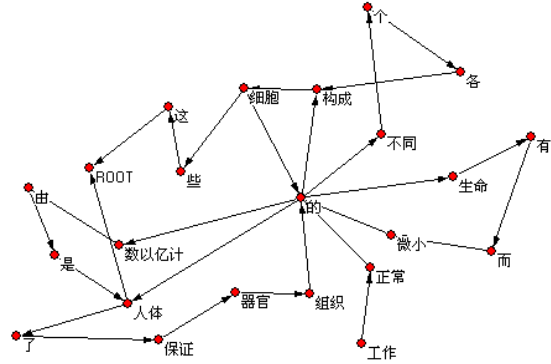 个
各
细胞
构成
这
不同
有
ROOT
些
生命
由
的
微小
而
数以亿计
是
正常
人体
器官
组织
了
保证
工作